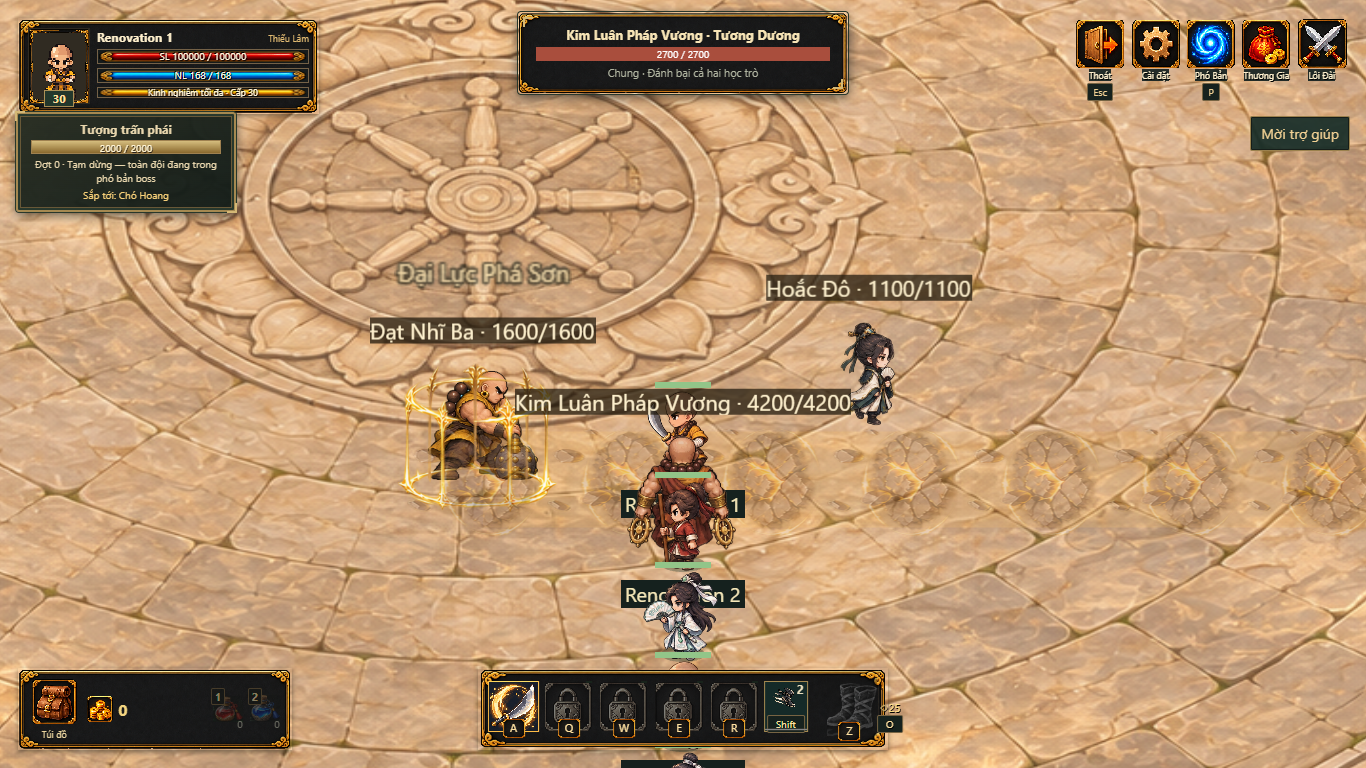 Renovation 1
Thiếu Lâm
SL 100000 / 100000
NL 168 / 168
Kinh nghiệm tối đa · Cấp 30
30
Tượng trấn phái
2000 / 2000
Đợt 0 · Tạm dừng — toàn đội đang trong
phó bản boss
Sắp tới: Chó Hoang
Kim Luân Pháp Vương · Tương Dương
2700 / 2700
Chung · Đánh bại cả hai học trò
Thoát
Cài đặt
Phó Bản
Thương Gia
Lôi Đài
Esc
P
Mời trợ giúp
Đại Lực Phá Sơn
Hoắc Đô · 1100/1100
Đạt Nhĩ Ba · 1600/1600
Kim Luân Pháp Vương · 4200/4200
1
2
Túi đồ
0
1
0
2
0
A
Q
W
E
R
2
Shift
Z
25
O